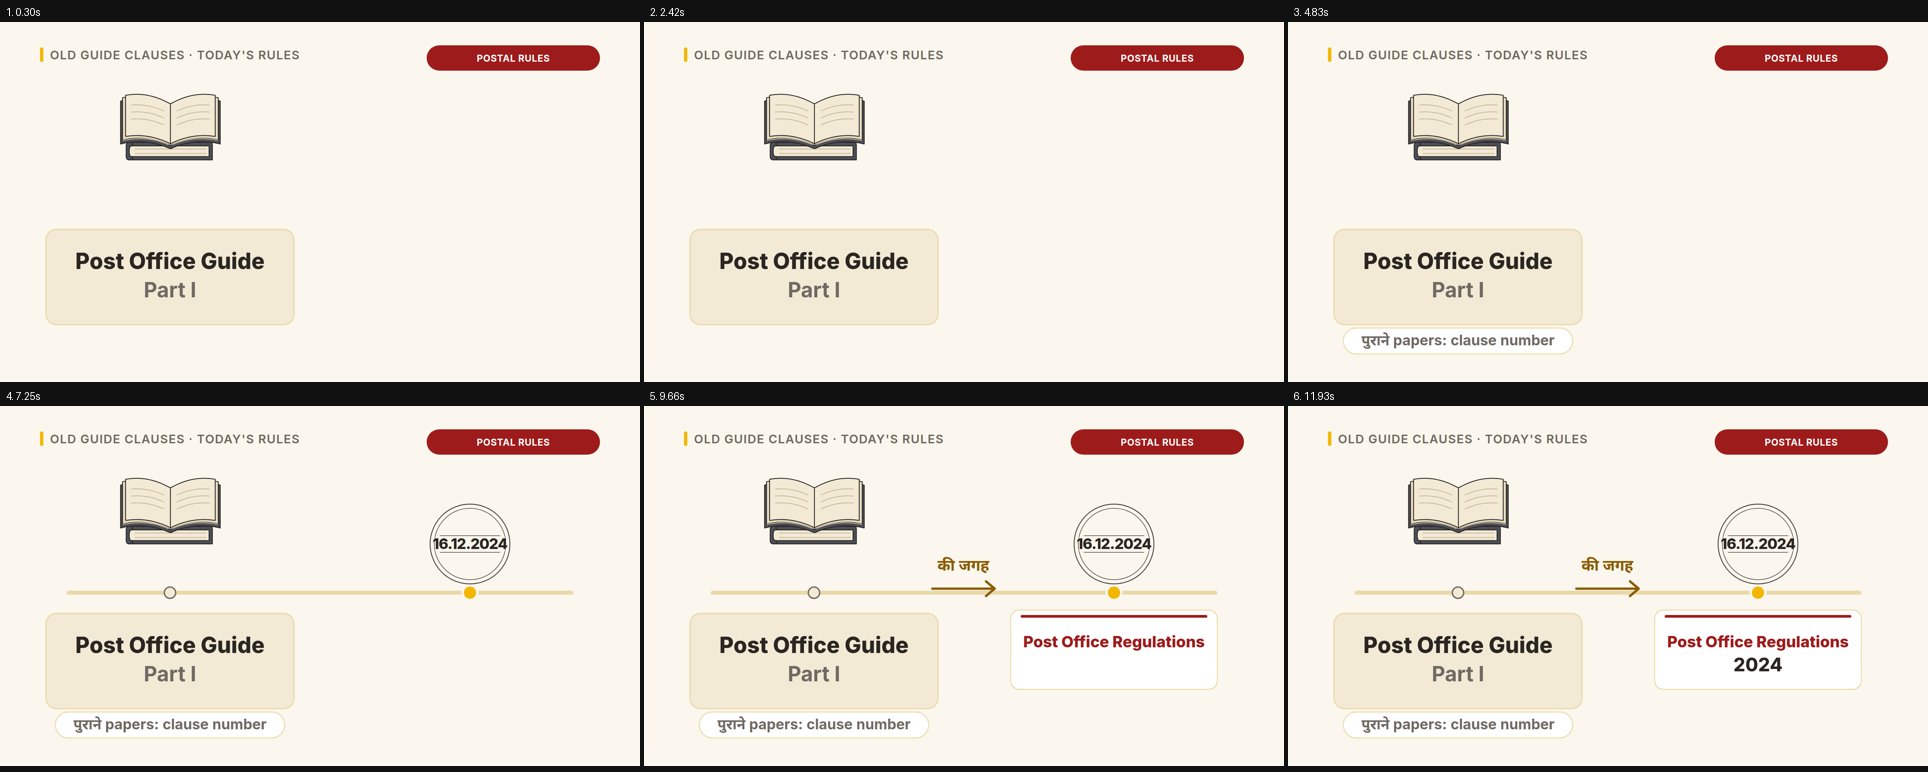 1. 0.30s
OLD GUIDE CLAUSES · TODAY'S RULES
POSTAL RULES
Post Office Guide
Part I
2. 2.42s
OLD GUIDE CLAUSES · TODAY'S RULES
POSTAL RULES
Post Office Guide
Part I
3. 4.83s
OLD GUIDE CLAUSES · TODAY'S RULES
POSTAL RULES
Post Office Guide
Part I
पुराने papers: clause number
4. 7.25s
OLD GUIDE CLAUSES · TODAY'S RULES
POSTAL RULES
16.12.2024
Post Office Guide
Part I
पुराने papers: clause number
5. 9.66s
OLD GUIDE CLAUSES · TODAY'S RULES
POSTAL RULES
16.12.2024
की जगह
Post Office Guide
Part I
Post Office Regulations
पुराने papers: clause number
6. 11.93s
OLD GUIDE CLAUSES · TODAY'S RULES
POSTAL RULES
16.12.2024
की जगह
Post Office Guide
Part I
Post Office Regulations
2024
पुराने papers: clause number